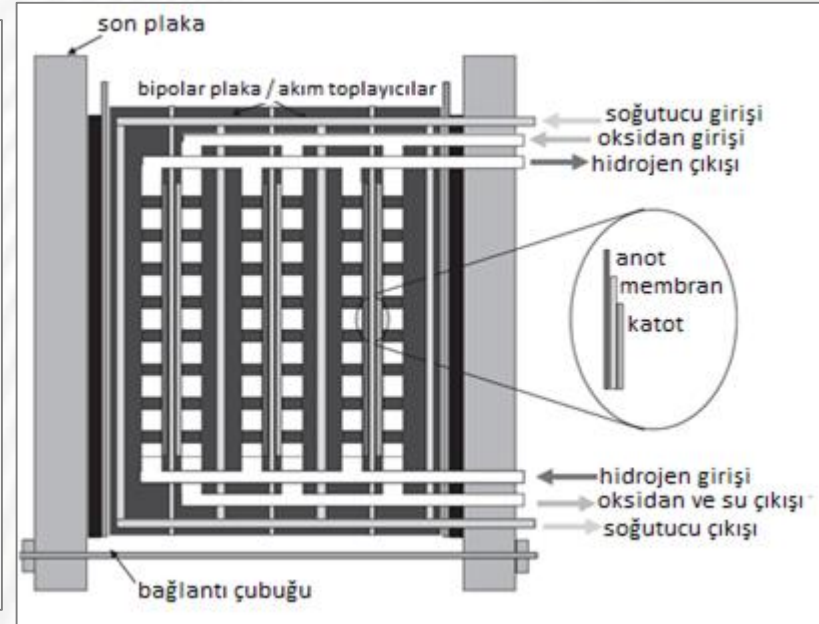 son plaka
bipolar plaka / akım toplayıcılar
soğutucu girişi
oksidan girişi
hidrojen çıkışı
anot
membran
katot
hidrojen girişi
oksidan ve su çıkışı
soğutucu çıkışı
bağlantı çubuğu